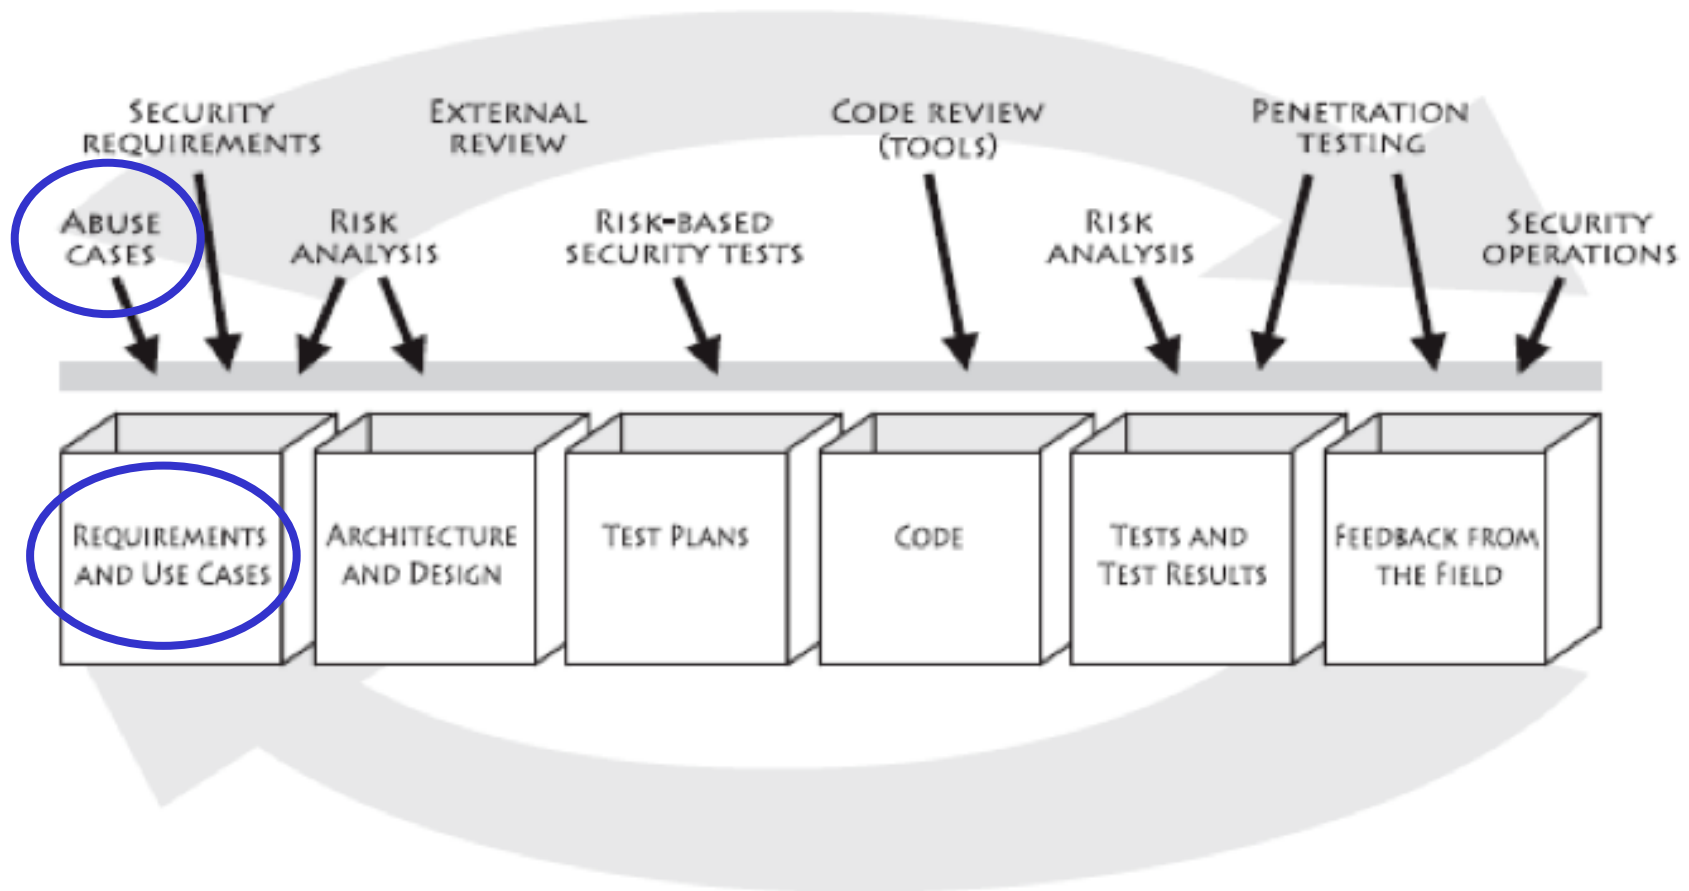 SECURITY
REQUIREMENTS
EXTERNAL
REVIEW
CODE REVIEW
(TOOLS)
PENETRATION
TESTING
ABUSE
CASES
RISK
ANALYSIS
RISK-BASED
SECURITY TESTS
RISK
ANALYSIS
SECURITY
OPERATIONS
REQUIREMENTS
AND USE CASES
ARCHITECTURE
AND DESIGN
TEST PLANS
CODE
TESTS AND
TEST RESULTS
FEEDBACK FROM
THE FIELD